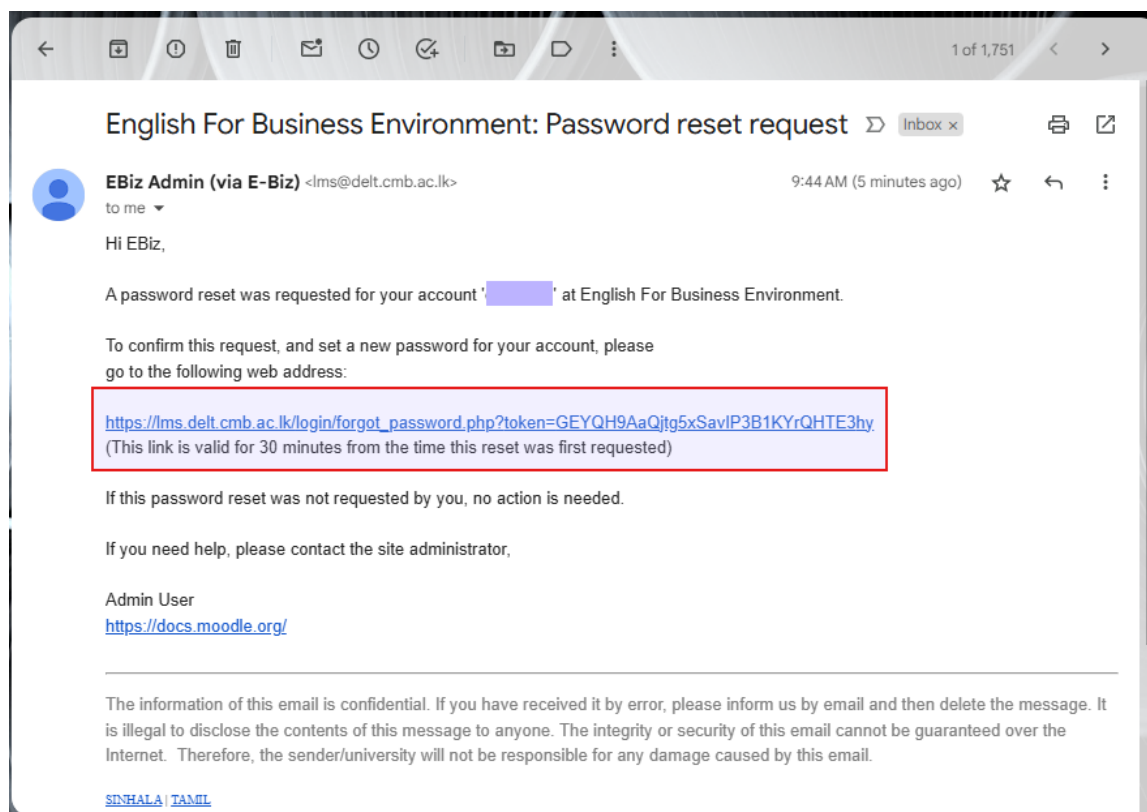 1 of 1,751
English For Business Environment: Password reset request Inbox ×
EBiz Admin (via E-Biz) <lms@delt.cmb.ac.lk> 9:44 AM (5 minutes ago)
to me
Hi EBiz,
A password reset was requested for your account ' ' at English For Business Environment.
To confirm this request, and set a new password for your account, please
go to the following web address:
https://lms.delt.cmb.ac.lk/login/forgot_password.php?token=GEYQH9AaQjtg5xSavIP3B1KYrQHTE3hy
(This link is valid for 30 minutes from the time this reset was first requested)
If this password reset was not requested by you, no action is needed.
If you need help, please contact the site administrator,
Admin User
https://docs.moodle.org/
The information of this email is confidential. If you have received it by error, please inform us by email and then delete the message. It
is illegal to disclose the contents of this message to anyone. The integrity or security of this email cannot be guaranteed over the
Internet. Therefore, the sender/university will not be responsible for any damage caused by this email.
SINHALA | TAMIL